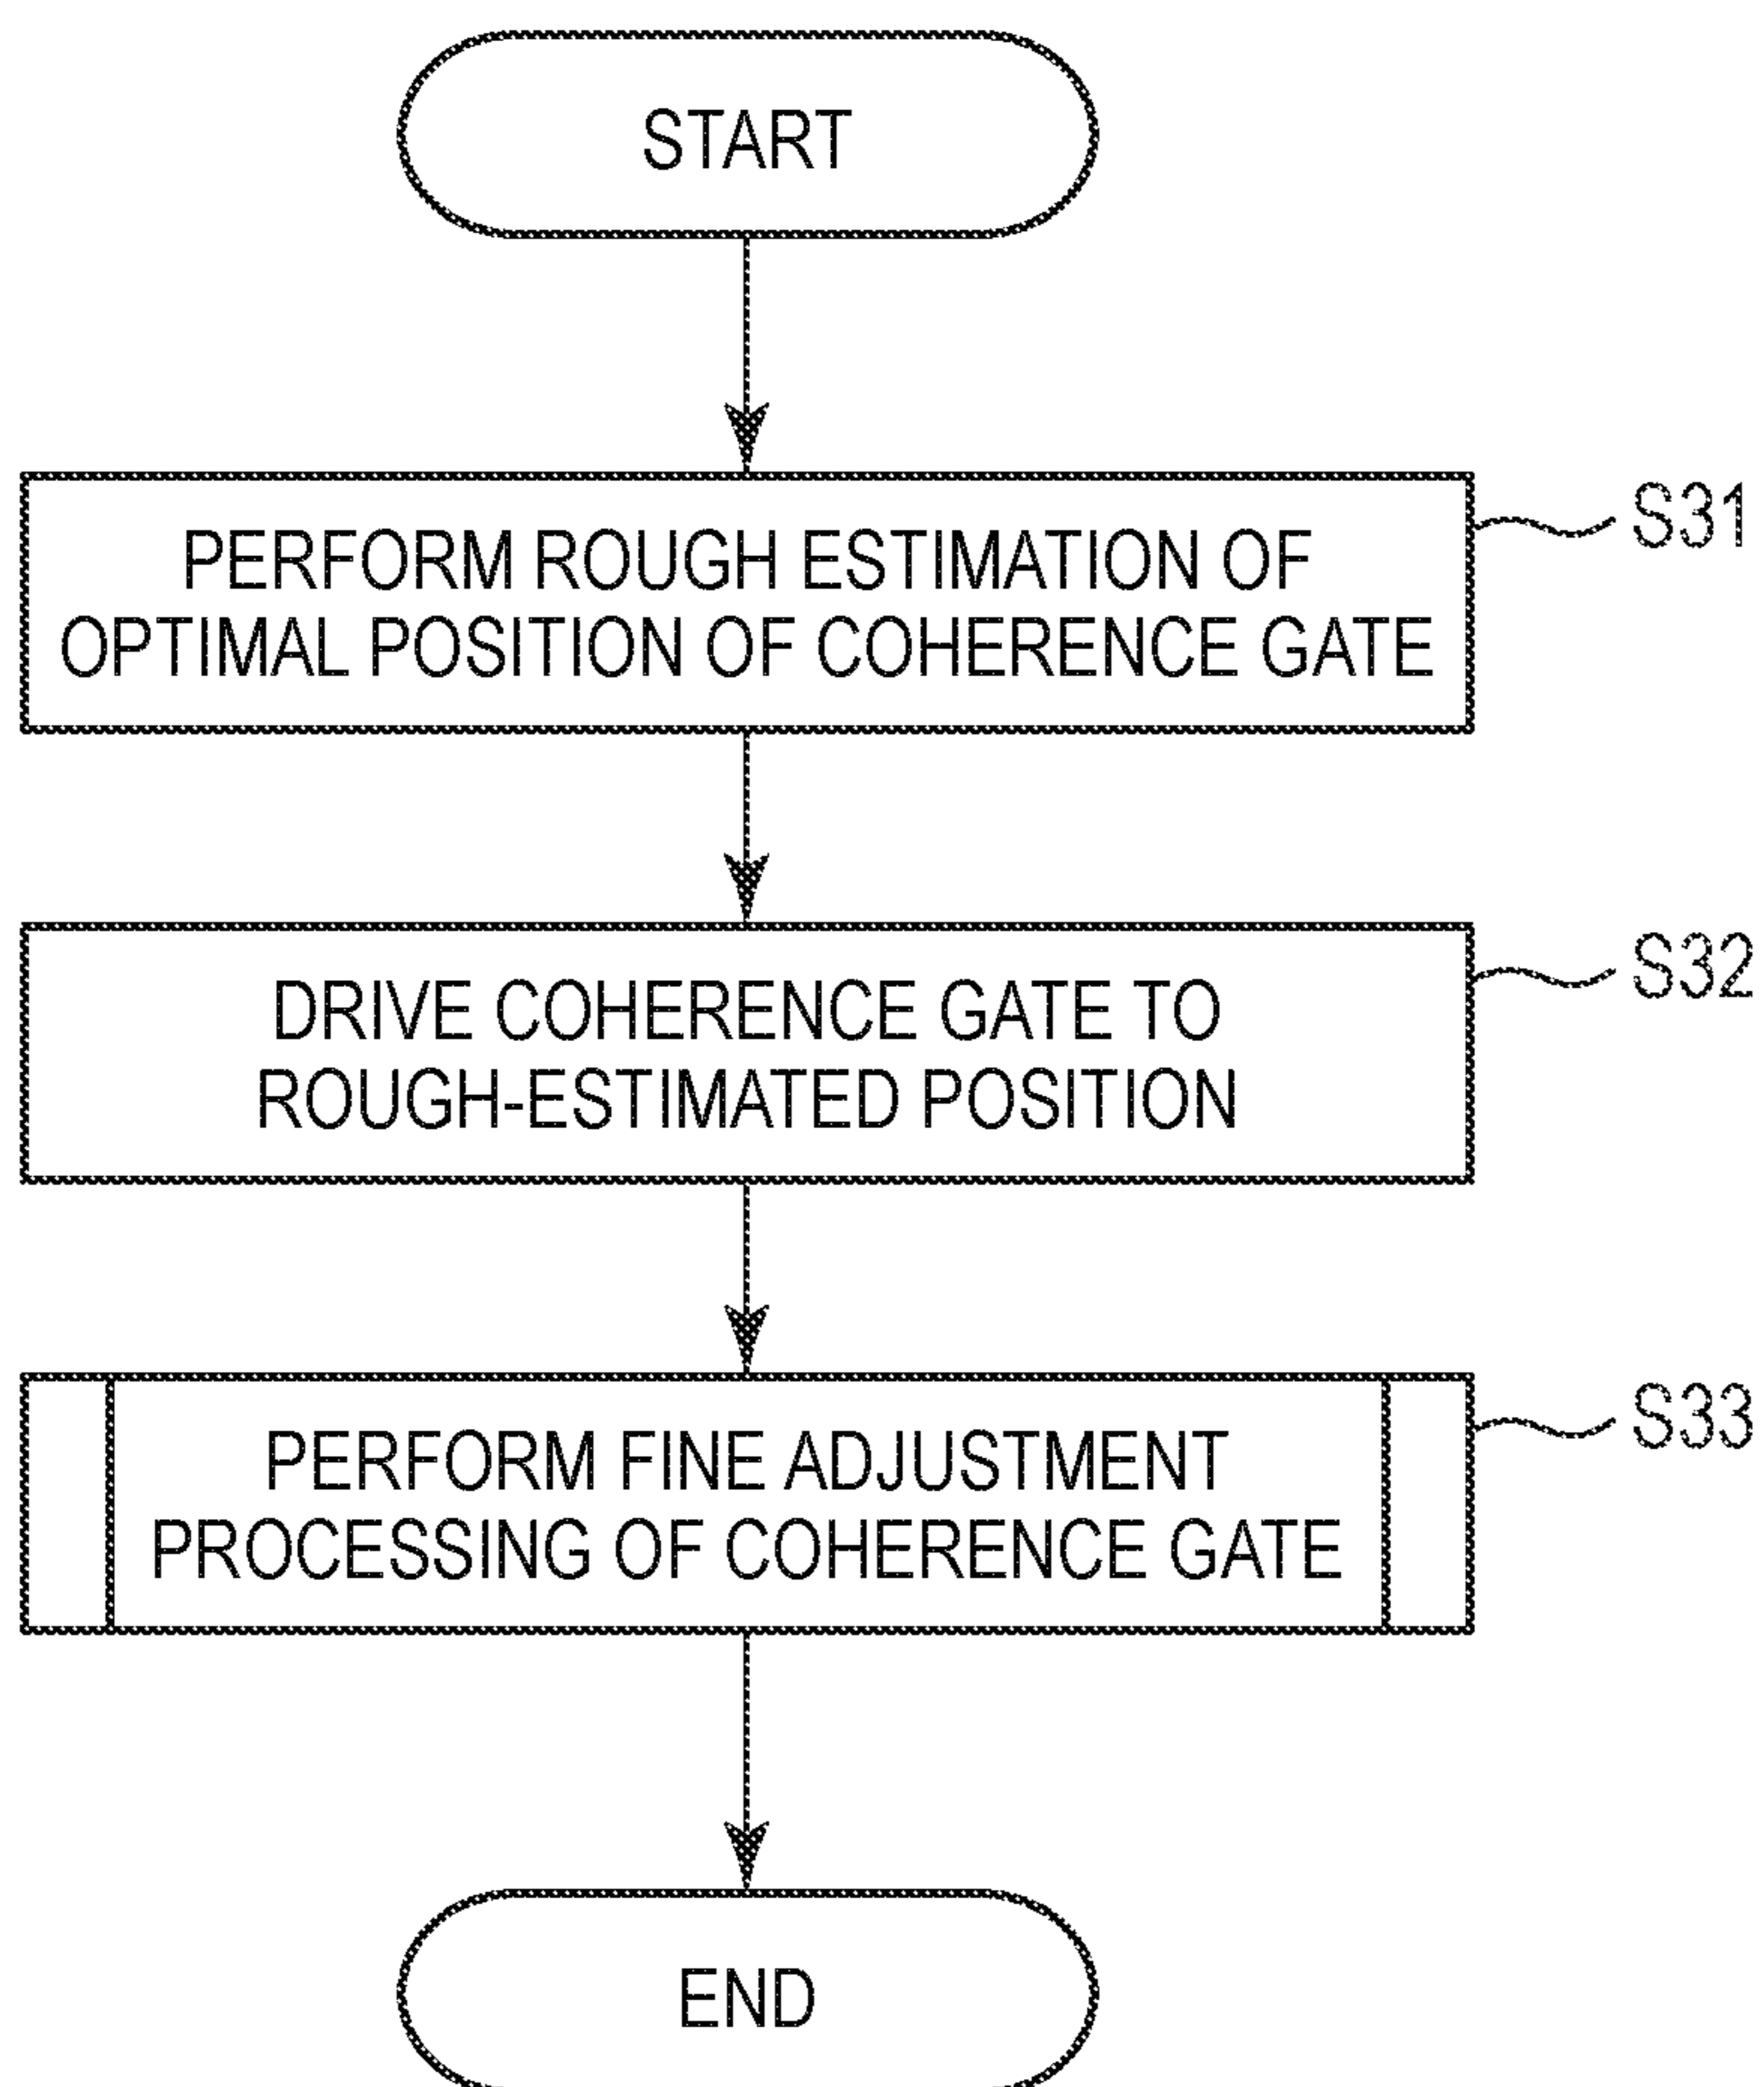 START
PERFORM ROUGH ESTIMATION OF
OPTIMAL POSITION OF COHERENCE GATE
S31
DRIVE COHERENCE GATE TO
ROUGH-ESTIMATED POSITION
S32
PERFORM FINE ADJUSTMENT
PROCESSING OF COHERENCE GATE
S33
END